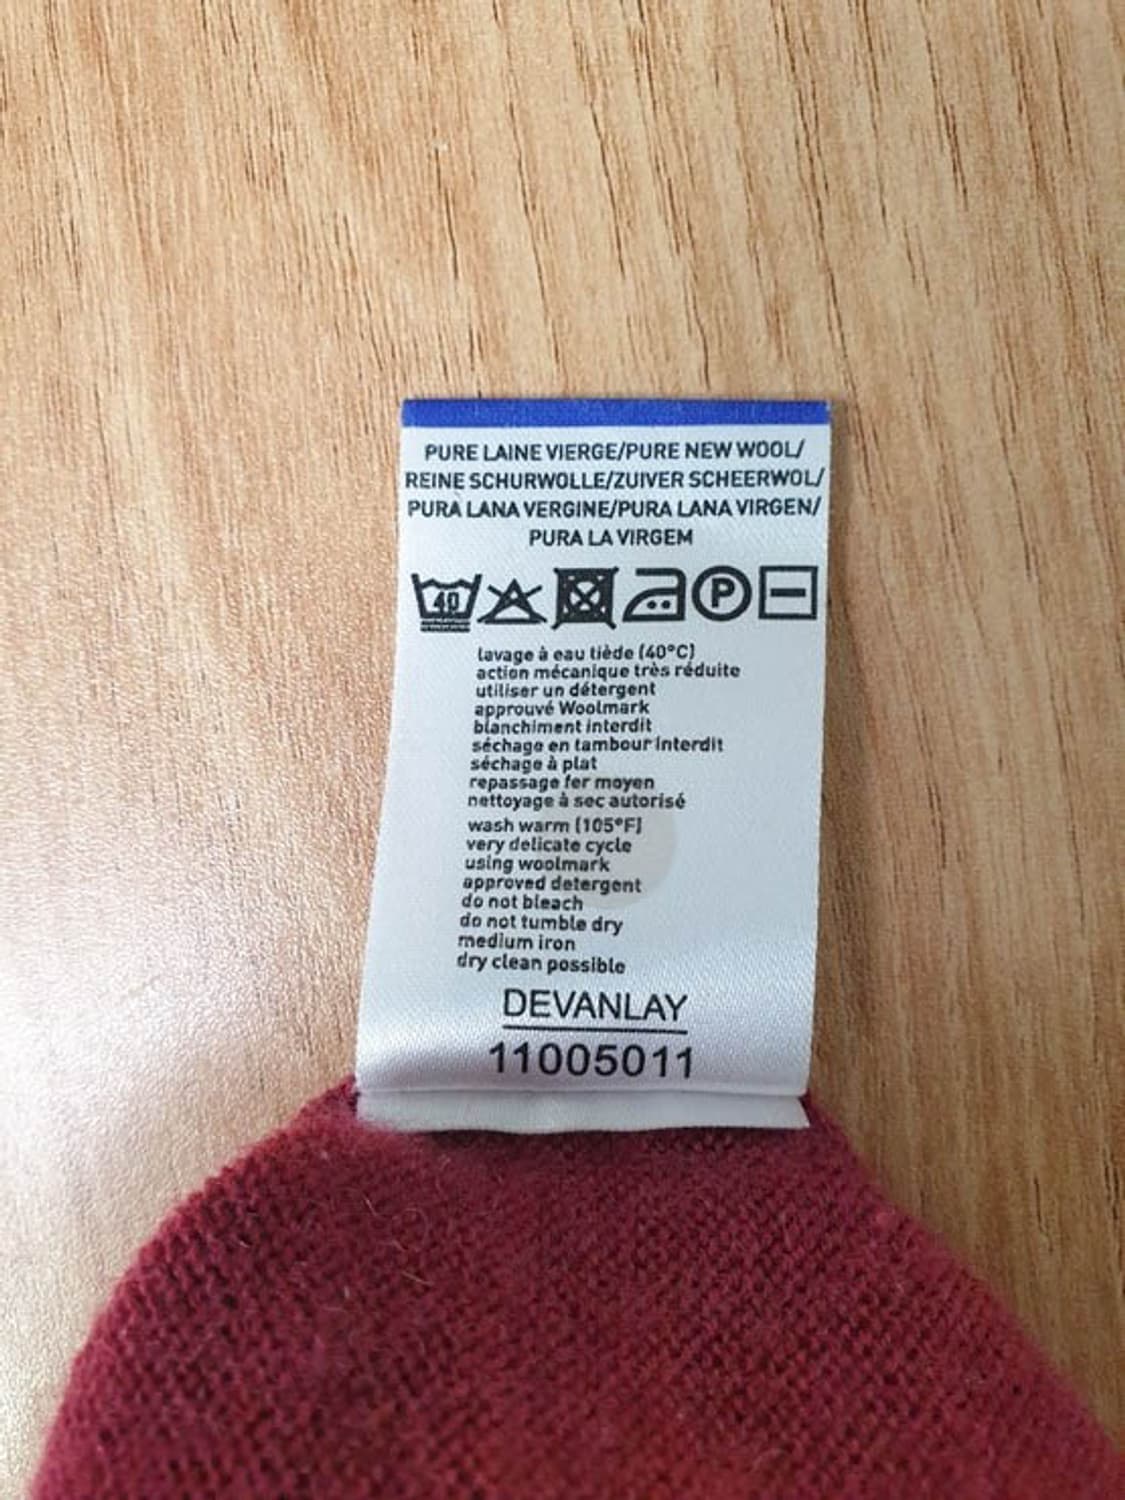 PURE LAINE VIERGE/PURE NEW WOOL/
REINE SCHURWOLLE/ZUIVER SCHEERWOL/
PURA LANA VERGINE/PURA LANA VIRGEN/
PURA LA VIRGEM
40 P
lavage à eau tiède (40°C)
action mécanique très réduite
utiliser un détergent
approuvé Woolmark
blanchiment interdit
séchage en tambour interdit
séchage à plat
repassage fer moyen
nettoyage à sec autorisé
wash warm (105°F)
very delicate cycle
using woolmark
approved detergent
do not bleach
do not tumble dry
medium iron
dry clean possible
DEVANLAY
11005011